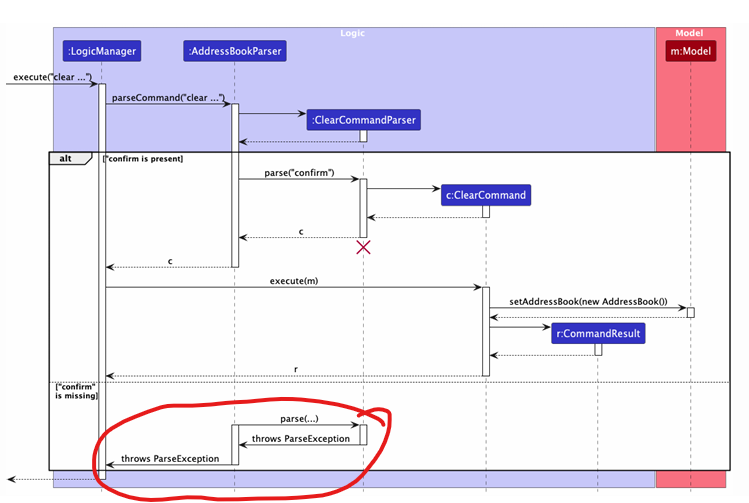 Logic
Model
:LogicManager
:AddressBookParser
m:Model
execute("clear ...")
parseCommand("clear ...")
:ClearCommandParser
alt
["confirm is present]
parse("confirm")
c:ClearCommand
c
c
execute(m)
setAddressBook(new AddressBook())
r:CommandResult
r
["confirm"
is missing]
parse(...)
throws ParseException
throws ParseException